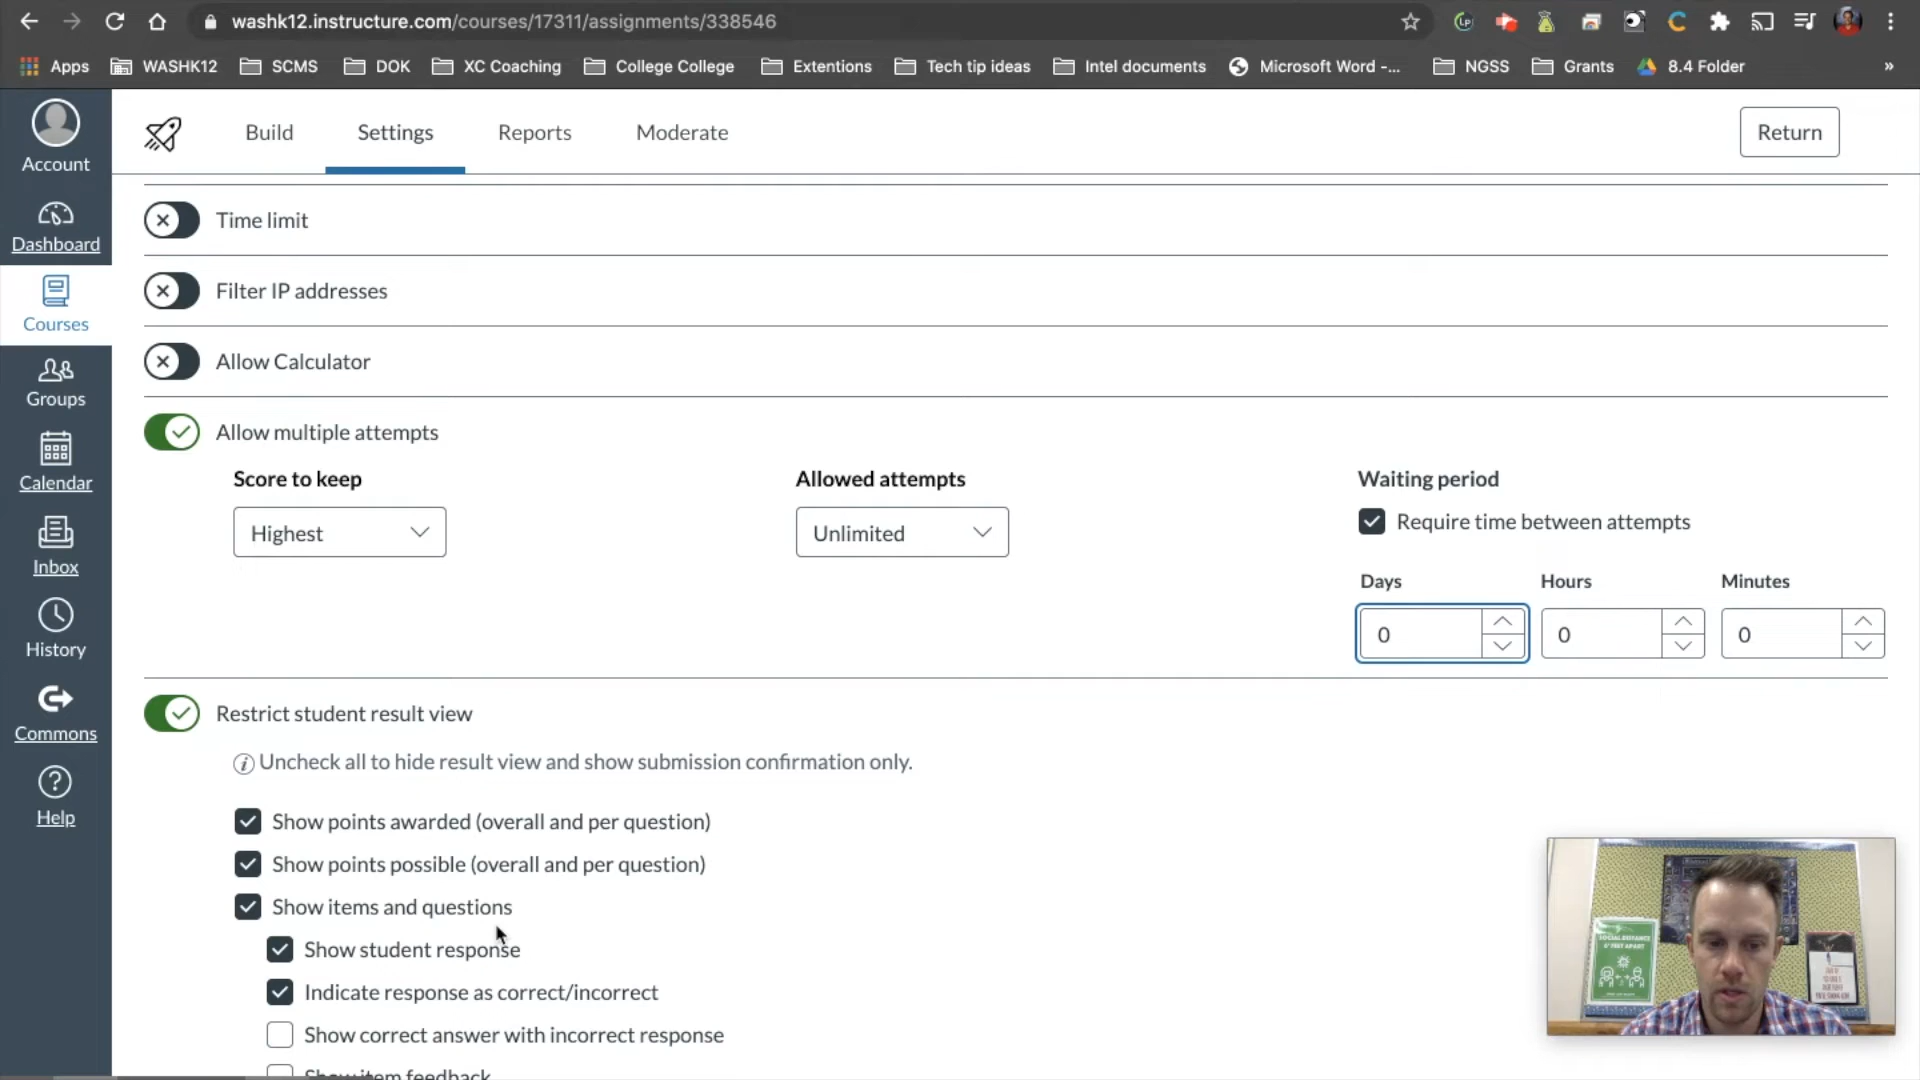 washk12.instructure.com/courses/17311/assignments/338546
Apps WASHK12 SCMS DOK XC Coaching College College Extentions Tech tip ideas Intel documents Microsoft Word -... NGSS Grants 8.4 Folder »
Account
Dashboard
Courses
Groups
Calendar
Inbox
History
Commons
Help
Build Settings Reports Moderate Return
Time limit
Filter IP addresses
Allow Calculator
Allow multiple attempts
Score to keep Allowed attempts Waiting period
Highest Unlimited Require time between attempts
Days Hours Minutes
0 0 0
Restrict student result view
Uncheck all to hide result view and show submission confirmation only.
Show points awarded (overall and per question)
Show points possible (overall and per question)
Show items and questions
Show student response
Indicate response as correct/incorrect
Show correct answer with incorrect response
Show item feedback
SOCIAL DISTANCE
6 FEET APART